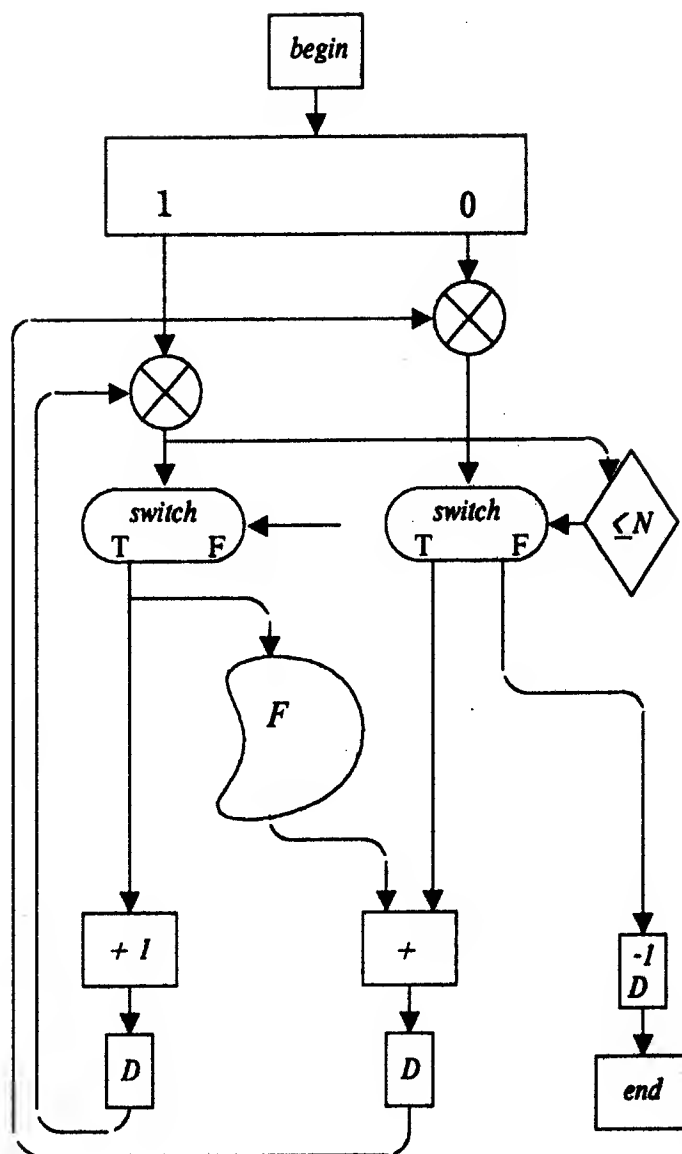 begin
1 0
switch
T F
switch
T F
≤N
F
+ 1
+
-1
D
D
D
end